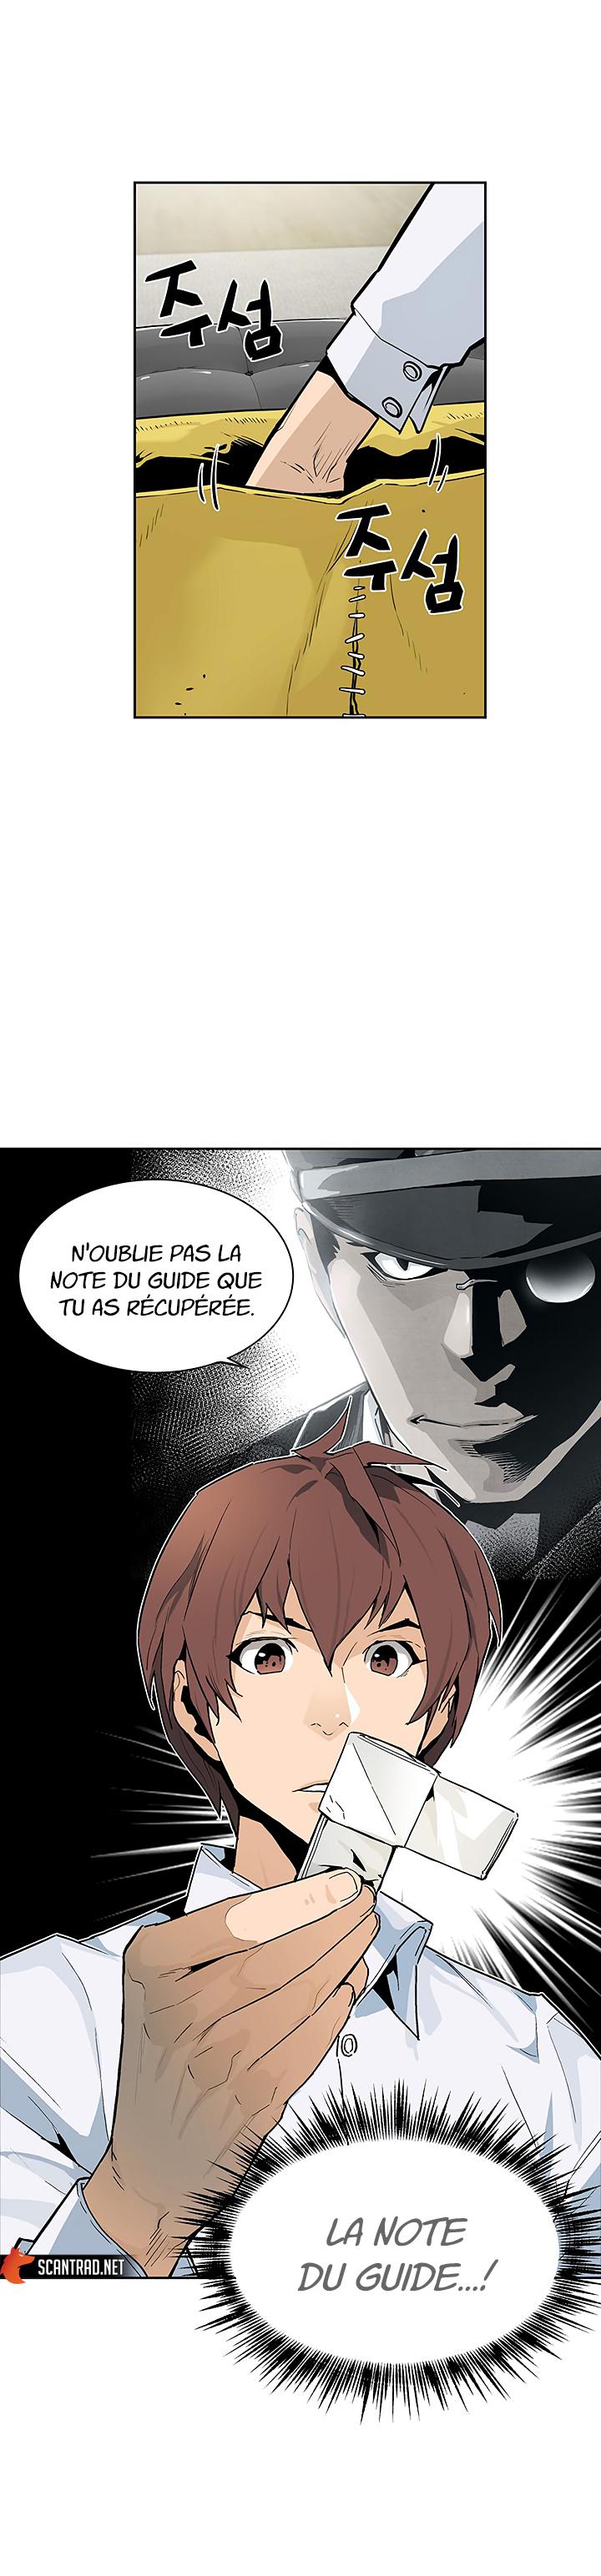 주섬
주섬
N'OUBLIE PAS LA
NOTE DU GUIDE QUE
TU AS RÉCUPÉRÉE.
LA NOTE
DU GUIDE...!
SCANTRAD.NET